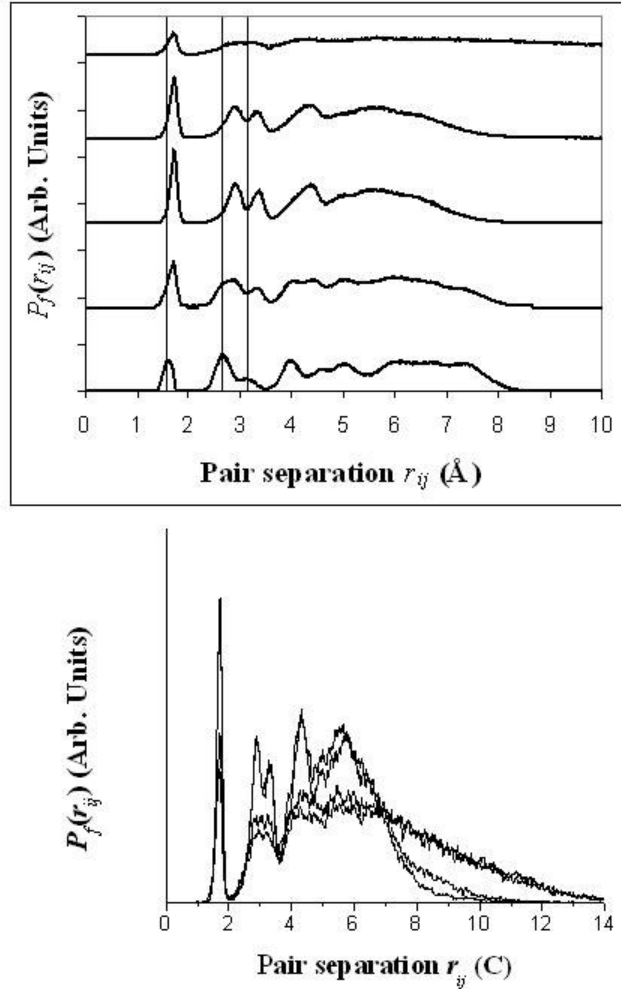 P_f(r_ij) (Arb. Units)
0 1 2 3 4 5 6 7 8 9 10
Pair separation r_ij (Å)
P_f(r_ij) (Arb. Units)
0 2 4 6 8 10 12 14
Pair separation r_ij (C)